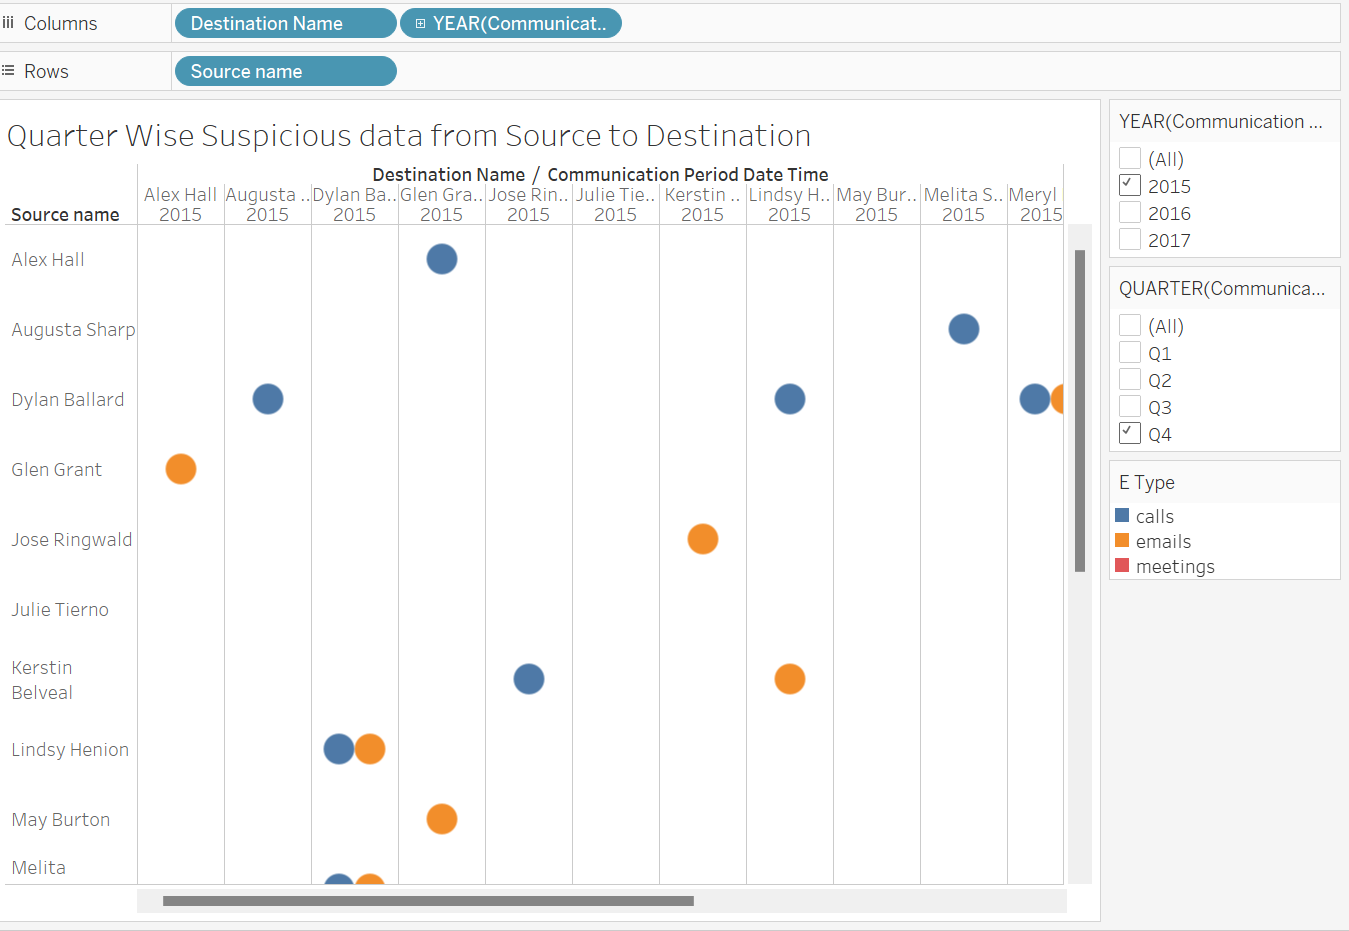 Columns
Destination Name
YEAR(Communicat..
Rows
Source name
Quarter Wise Suspicious data from Source to Destination
Destination Name / Communication Period Date Time
Source name
Alex Hall 2015
Augusta .. 2015
Dylan Ba.. 2015
Glen Gra.. 2015
Jose Rin.. 2015
Julie Tie.. 2015
Kerstin .. 2015
Lindsy H.. 2015
May Bur.. 2015
Melita S.. 2015
Meryl 2015
Alex Hall
Augusta Sharp
Dylan Ballard
Glen Grant
Jose Ringwald
Julie Tierno
Kerstin
Belveal
Lindsy Henion
May Burton
Melita
YEAR(Communication ...
(All)
2015
2016
2017
QUARTER(Communica...
(All)
Q1
Q2
Q3
Q4
E Type
calls
emails
meetings